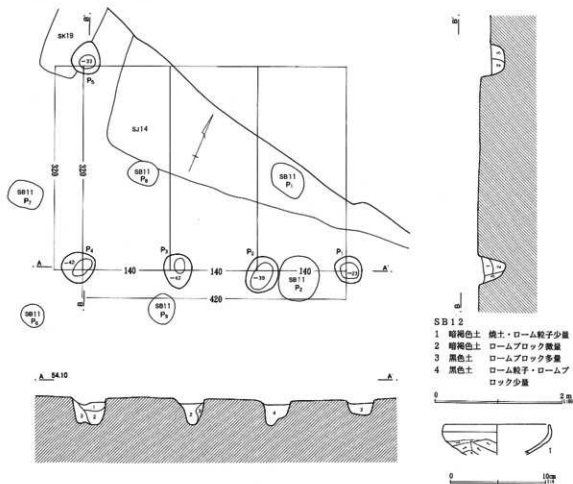 SK19
B'
-33
P5
SJ14
SB11
P8
SB11
P1
SB11
P7
320
320
P4
-42
P3
-42
P2
-39
P1
-23
A
140
140
140
A'
SB11
P2
420
B
SB11
P6
SB11
P9
A 54.10
A'
1
3
2
2
3
4
3
B'
3
4
B
SB12
1 暗褐色土 焼土・ローム粒子少量
2 暗褐色土 ロームブロック微量
3 黒色土 ロームブロック多量
4 黒色土 ローム粒子・ロームブ
ロック少量
0 2m
1
0 10cm